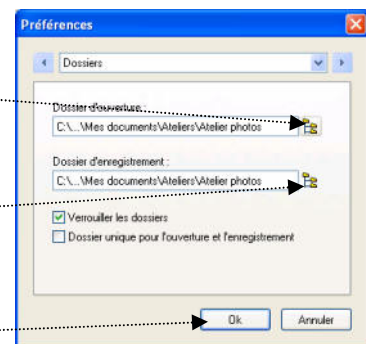 Préférences
Dossiers
Dossier d'ouverture :
C:\...\Mes documents\Ateliers\Atelier photos
Dossier d'enregistrement :
C:\...\Mes documents\Ateliers\Atelier photos
Verrouiller les dossiers
Dossier unique pour l'ouverture et l'enregistrement
Ok
Annuler